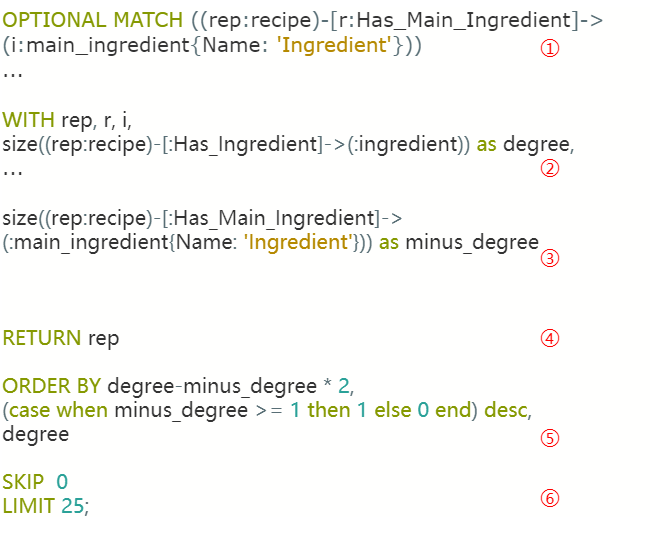 OPTIONAL MATCH ((rep:recipe)-[r:Has_Main_Ingredient]->
(i:main_ingredient{Name: 'Ingredient'})) ①
...
WITH rep, r, i,
size((rep:recipe)-[:Has_Ingredient]->(:ingredient)) as degree,
... ②
size((rep:recipe)-[:Has_Main_Ingredient]->
(:main_ingredient{Name: 'Ingredient'})) as minus_degree ③
RETURN rep ④
ORDER BY degree-minus_degree * 2,
(case when minus_degree >= 1 then 1 else 0 end) desc,
degree ⑤
SKIP 0
LIMIT 25; ⑥